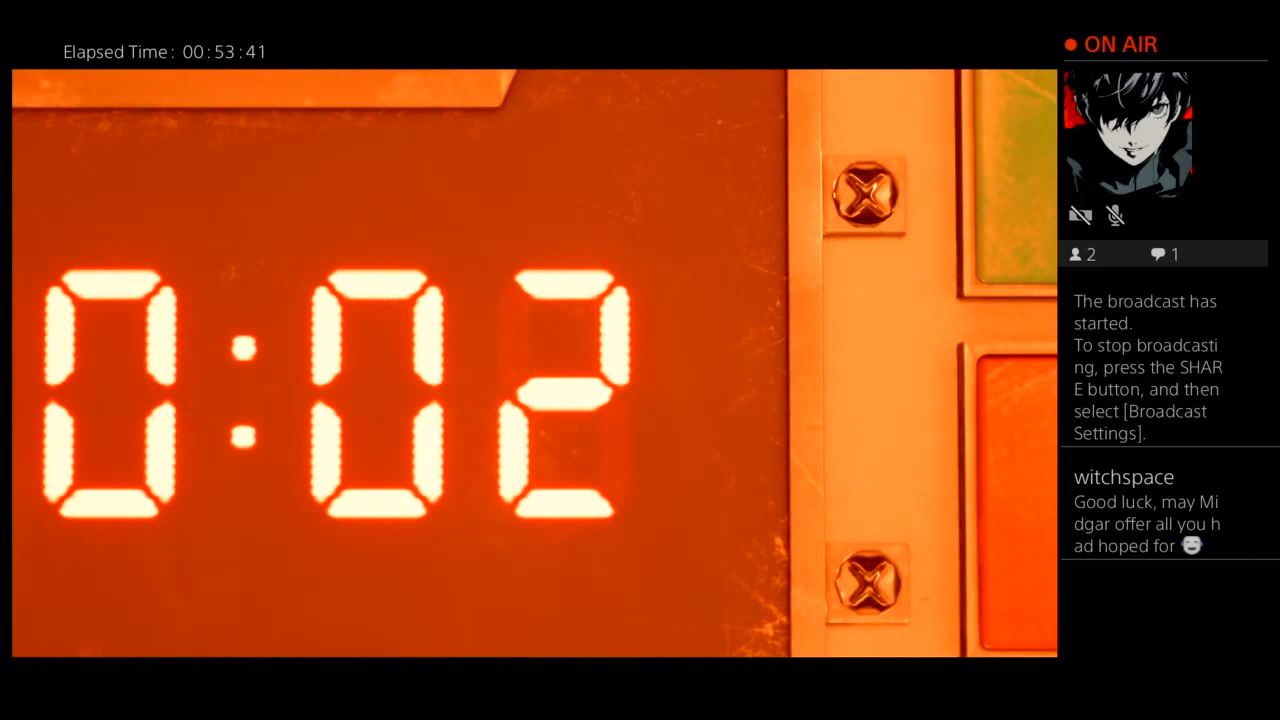 Elapsed Time: 00:53:41
ON AIR
2
1
0:02
The broadcast has
started.
To stop broadcasti
ng, press the SHAR
E button, and then
select [Broadcast
Settings].
witchspace
Good luck, may Mi
dgar offer all you h
ad hoped for